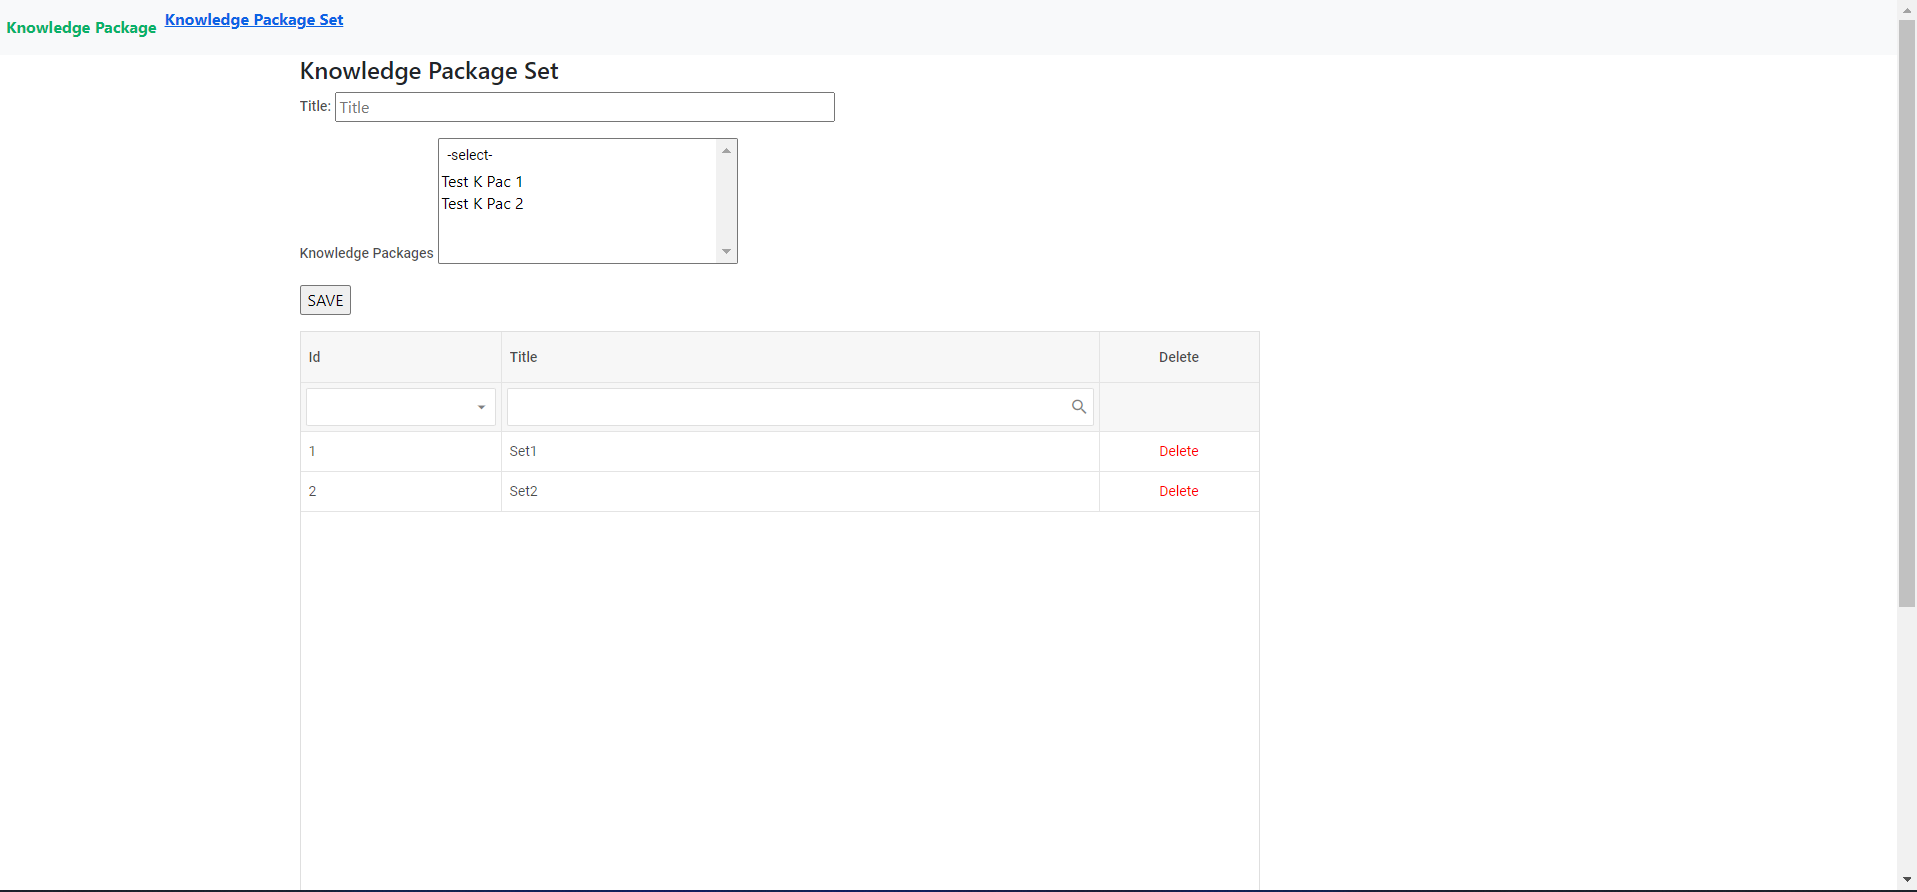 Knowledge Package Knowledge Package Set
Knowledge Package Set
Title: Title
-select-
Test K Pac 1
Test K Pac 2
Knowledge Packages
SAVE
Id Title Delete
1 Set1 Delete
2 Set2 Delete